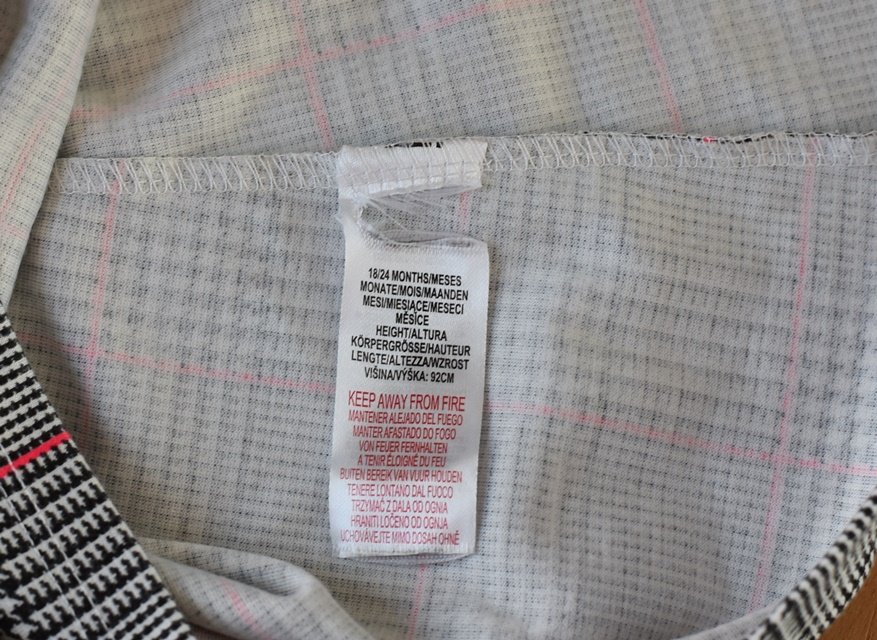 18/24 MONTHS/MESES
MONATE/MOIS/MAANDEN
MESI/MIESIĄCE/MESECI
MĚSÍCE
HEIGHT/ALTURA
KÖRPERGRÖSSE/HAUTEUR
LENGTE/ALTEZZA/WZROST
VIŠINA/VÝŠKA: 92CM
KEEP AWAY FROM FIRE
MANTENER ALEJADO DEL FUEGO
MANTER AFASTADO DO FOGO
VON FEUER FERNHALTEN
A TENIR ÉLOIGNÉ DU FEU
BUITEN BEREIK VAN VUUR HOUDEN
TENERE LONTANO DAL FUOCO
TRZYMAĆ Z DALA OD OGNIA
HRANITI LOČENO OD OGNJA
UCHOVÁVEJTE MIMO DOSAH OHNĚ